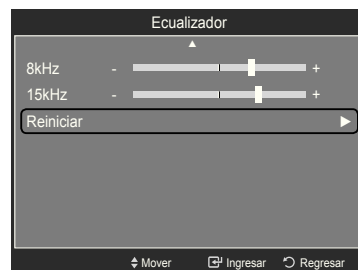 Ecualizador
8kHz - +
15kHz - +
Reiniciar
Mover Ingresar Regresar